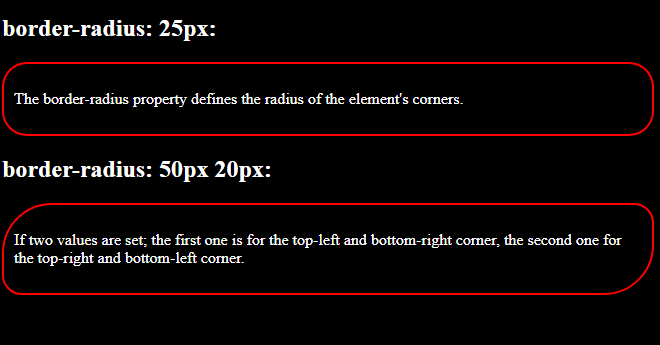 border-radius: 25px:
The border-radius property defines the radius of the element's corners.
border-radius: 50px 20px:
If two values are set; the first one is for the top-left and bottom-right corner, the second one for
the top-right and bottom-left corner.